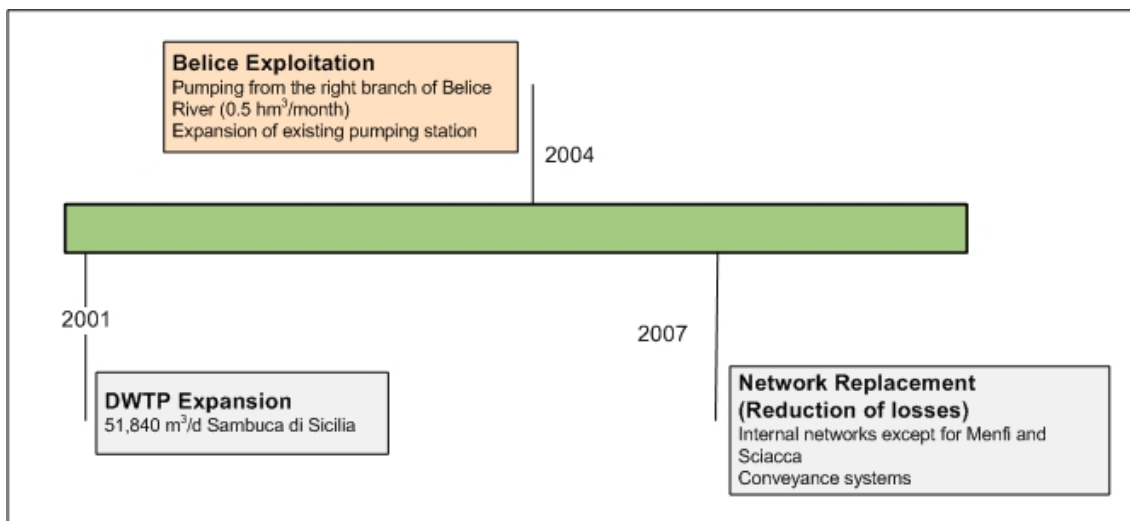 Belice Exploitation
Pumping from the right branch of Belice
River (0.5 hm³/month)
Expansion of existing pumping station
2004
2001
2007
DWTP Expansion
51,840 m³/d Sambuca di Sicilia
Network Replacement
(Reduction of losses)
Internal networks except for Menfi and
Sciacca
Conveyance systems